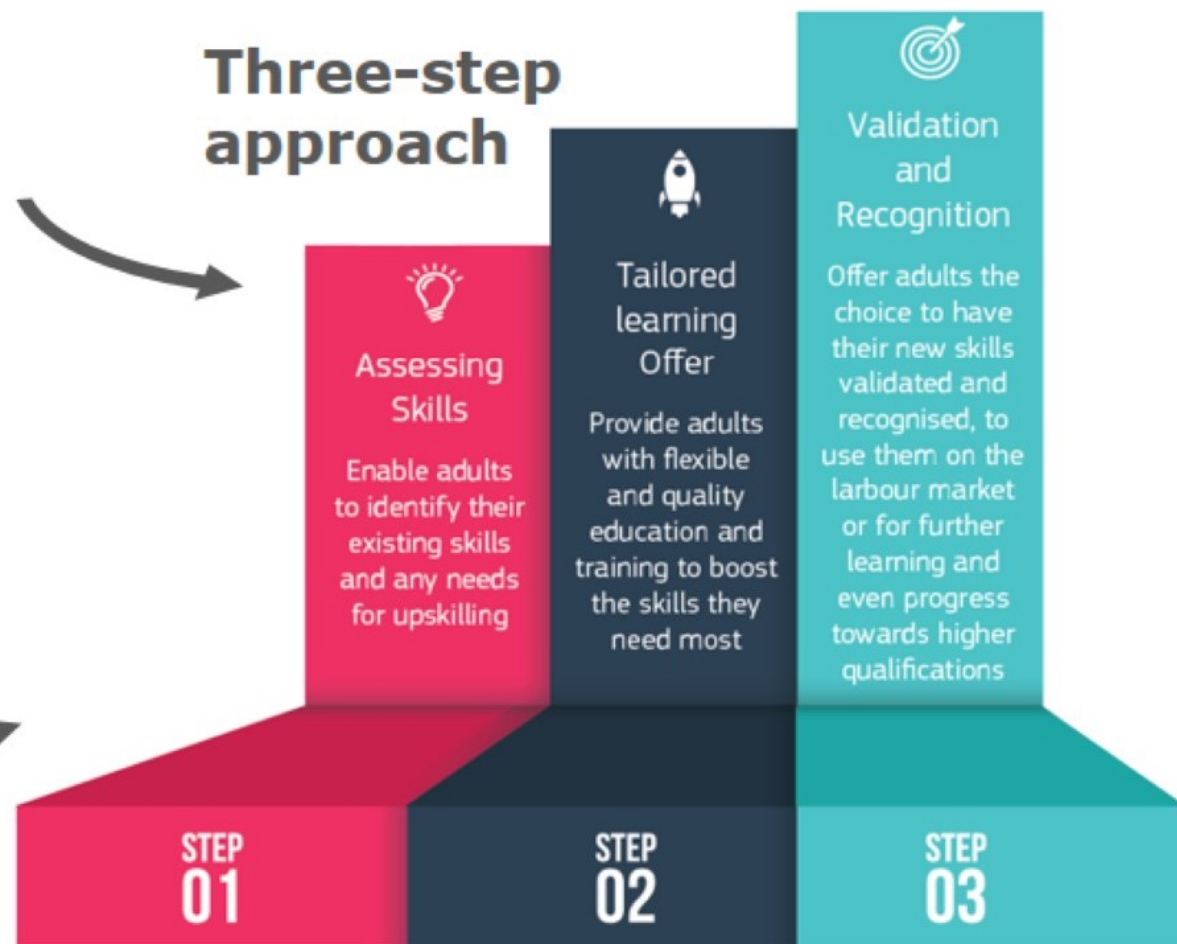 Three-step
approach
Assessing
Skills
Enable adults
to identify their
existing skills
and any needs
for upskilling
Tailored
learning
Offer
Provide adults
with flexible
and quality
education and
training to boost
the skills they
need most
Validation
and
Recognition
Offer adults the
choice to have
their new skills
validated and
recognised, to
use them on the
larbour market
or for further
learning and
even progress
towards higher
qualifications
STEP
01
STEP
02
STEP
03